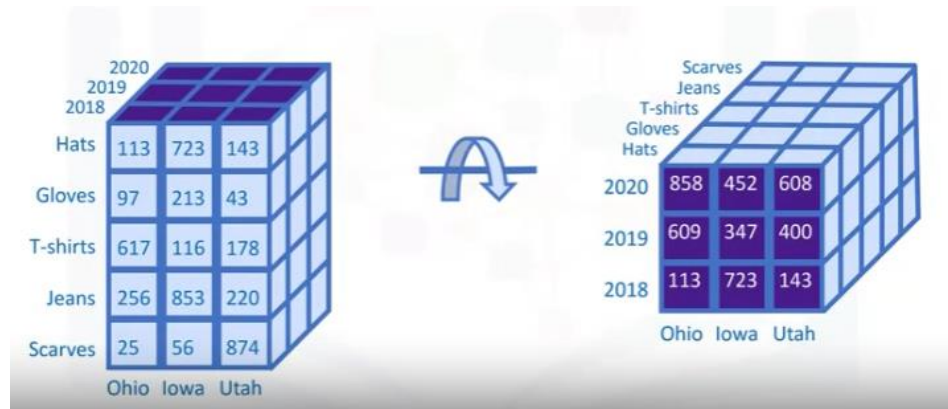 2020
2019
2018
Hats 113 723 143
Gloves 97 213 43
T-shirts 617 116 178
Jeans 256 853 220
Scarves 25 56 874
Ohio Iowa Utah
Scarves
Jeans
T-shirts
Gloves
Hats
2020 858 452 608
2019 609 347 400
2018 113 723 143
Ohio Iowa Utah